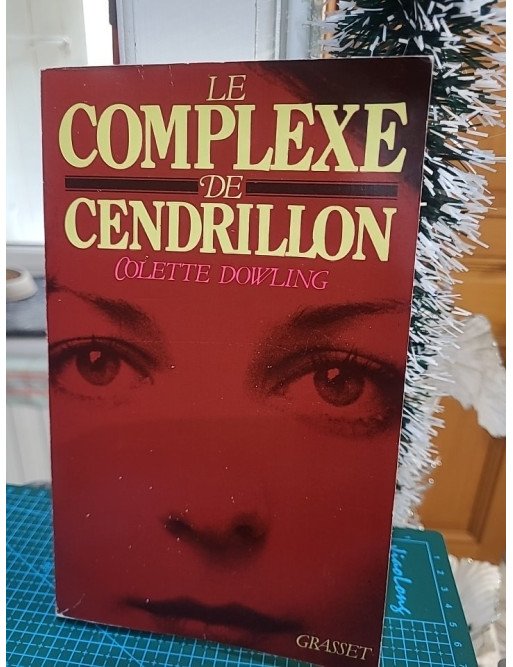 LE
COMPLEXE
DE
CENDRILLON
COLETTE DOWLING
GRASSET